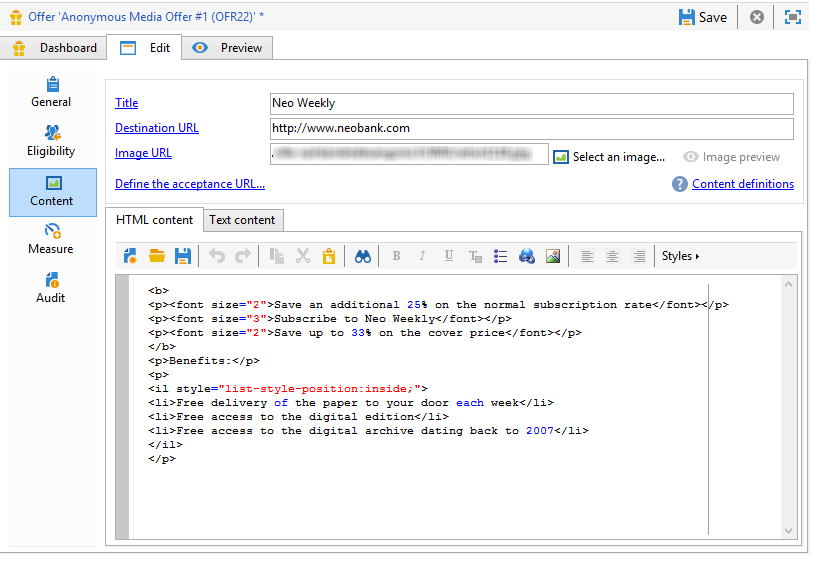 Offer 'Anonymous Media Offer #1 (OFR22)' *
Save
Dashboard Edit Preview
General
Eligibility
Content
Measure
Audit
Title Neo Weekly
Destination URL http://www.neobank.com
Image URL Select an image... Image preview
Define the acceptance URL... ? Content definitions
HTML content Text content
B I U T Styles
<b>
<p><font size="2">Save an additional 25% on the normal subscription rate</font></p>
<p><font size="3">Subscribe to Neo Weekly</font></p>
<p><font size="2">Save up to 33% on the cover price</font></p>
</b>
<p>Benefits:</p>
<p>
<il style="list-style-position:inside;">
<li>Free delivery of the paper to your door each week</li>
<li>Free access to the digital edition</li>
<li>Free access to the digital archive dating back to 2007</li>
</il>
</p>